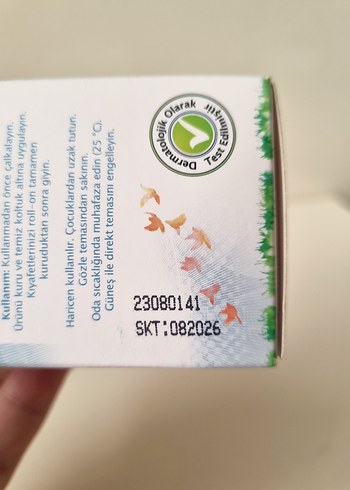 Kullanım: Kullanmadan önce çalkalayın.
Ürünü kuru ve temiz koltuk altına uygulayın.
Kıyafetlerinizi roll-on tamamen
kuruduktan sonra giyin.
Haricen kullanılır. Çocuklardan uzak tutun.
Gözle temasından sakının.
Oda sıcaklığında muhafaza edin (25 °C).
Güneş ile direkt temasını engelleyin.
Dermatolojik Olarak
Test Edilmiştir
23080141
SKT:082026